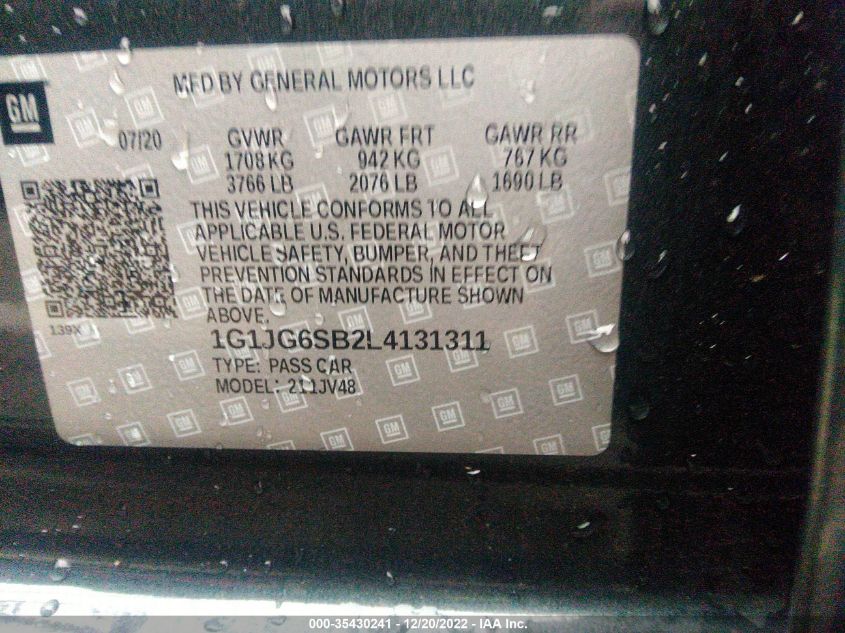 MFD BY GENERAL MOTORS LLC
GM
07/20 GVWR GAWR FRT GAWR RR
1708 KG 942 KG 767 KG
3766 LB 2076 LB 1690 LB
THIS VEHICLE CONFORMS TO ALL
APPLICABLE U.S. FEDERAL MOTOR
VEHICLE SAFETY, BUMPER, AND THEFT
PREVENTION STANDARDS IN EFFECT ON
THE DATE OF MANUFACTURE SHOWN
ABOVE.
139X
1G1JG6SB2L4131311
TYPE: PASS CAR
MODEL: 211JV48
000-35430241 - 12/20/2022 - IAA Inc.